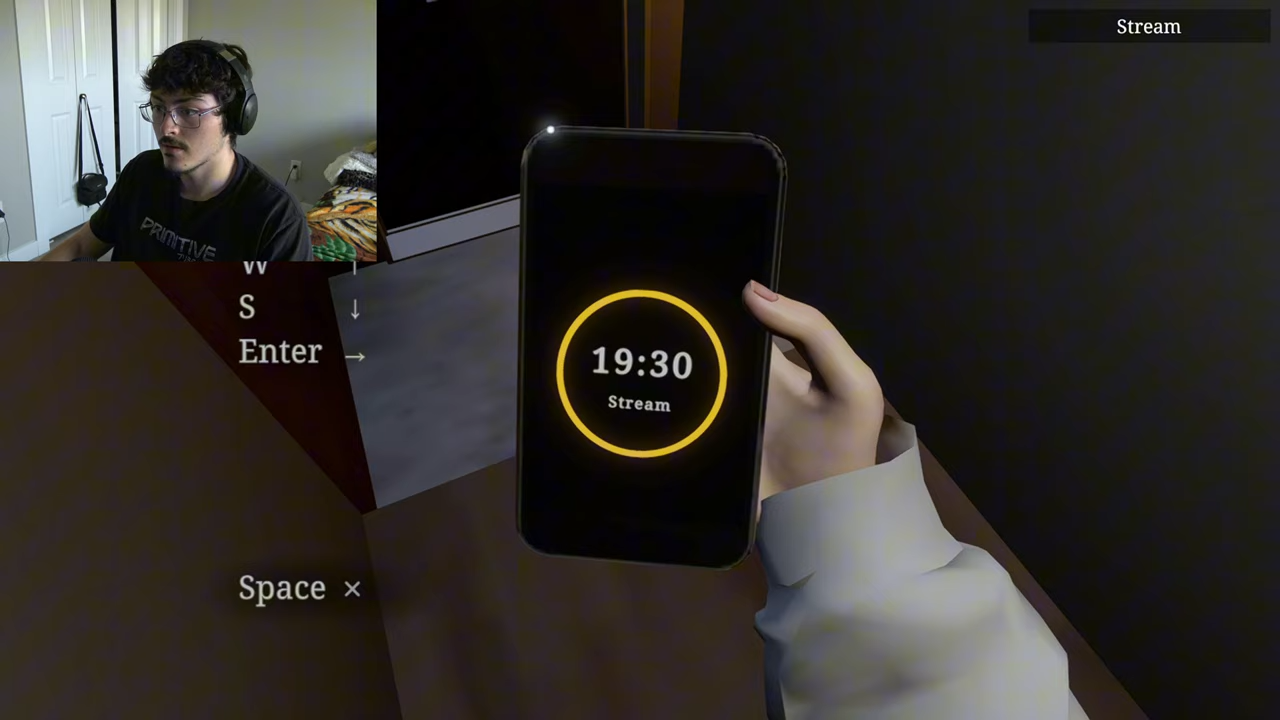 Stream
PRIMITIVE
W ↑
S ↓
Enter →
19:30
Stream
Space ×